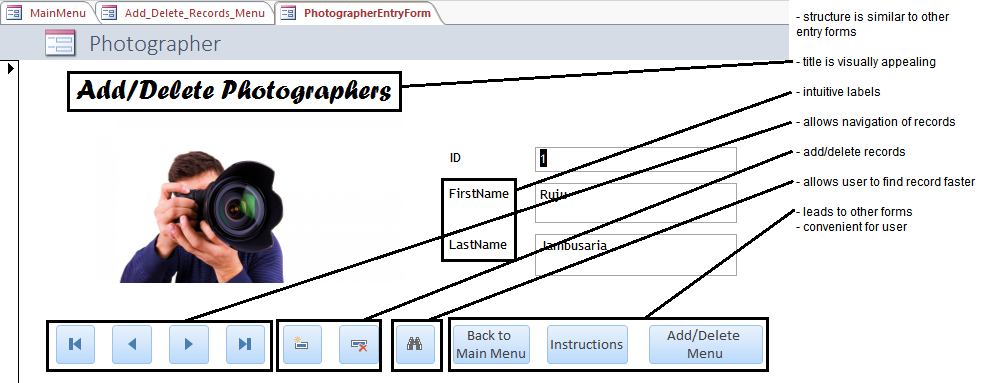 MainMenu
Add_Delete_Records_Menu
PhotographerEntryForm
Photographer
Add/Delete Photographers
ID
1
FirstName
Ruju
LastName
Jambusaria
Back to
Main Menu
Instructions
Add/Delete
Menu
- structure is similar to other
entry forms
- title is visually appealing
- intuitive labels
- allows navigation of records
- add/delete records
- allows user to find record faster
- leads to other forms
- convenient for user